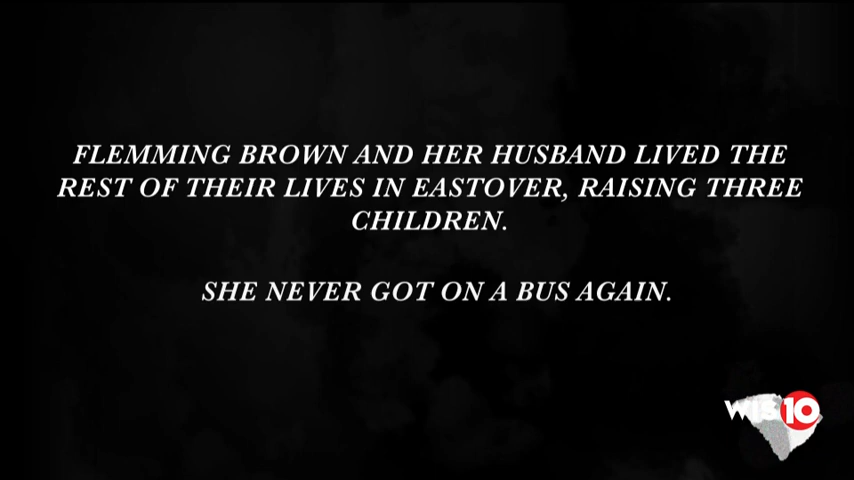 FLEMMING BROWN AND HER HUSBAND LIVED THE
REST OF THEIR LIVES IN EASTOVER, RAISING THREE
CHILDREN.
SHE NEVER GOT ON A BUS AGAIN.
WIS10